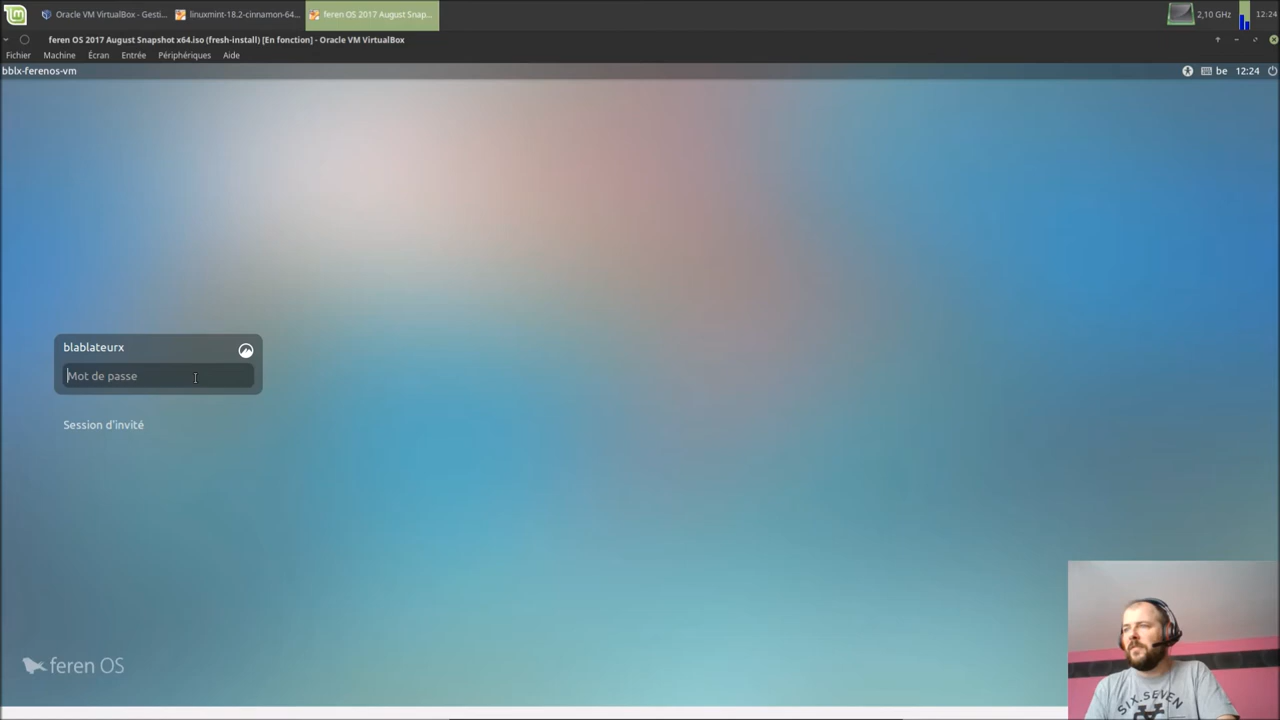 Oracle VM VirtualBox - Gesti...
linuxmint-18.2-cinnamon-64...
feren OS 2017 August Snap...
2,10 GHz
12:24
feren OS 2017 August Snapshot x64.iso (fresh-install) [En fonction] - Oracle VM VirtualBox
Fichier Machine Écran Entrée Périphériques Aide
bblx-ferenos-vm
be 12:24
blablateurx
Mot de passe
Session d'invité
feren OS
SIX.SEVEN